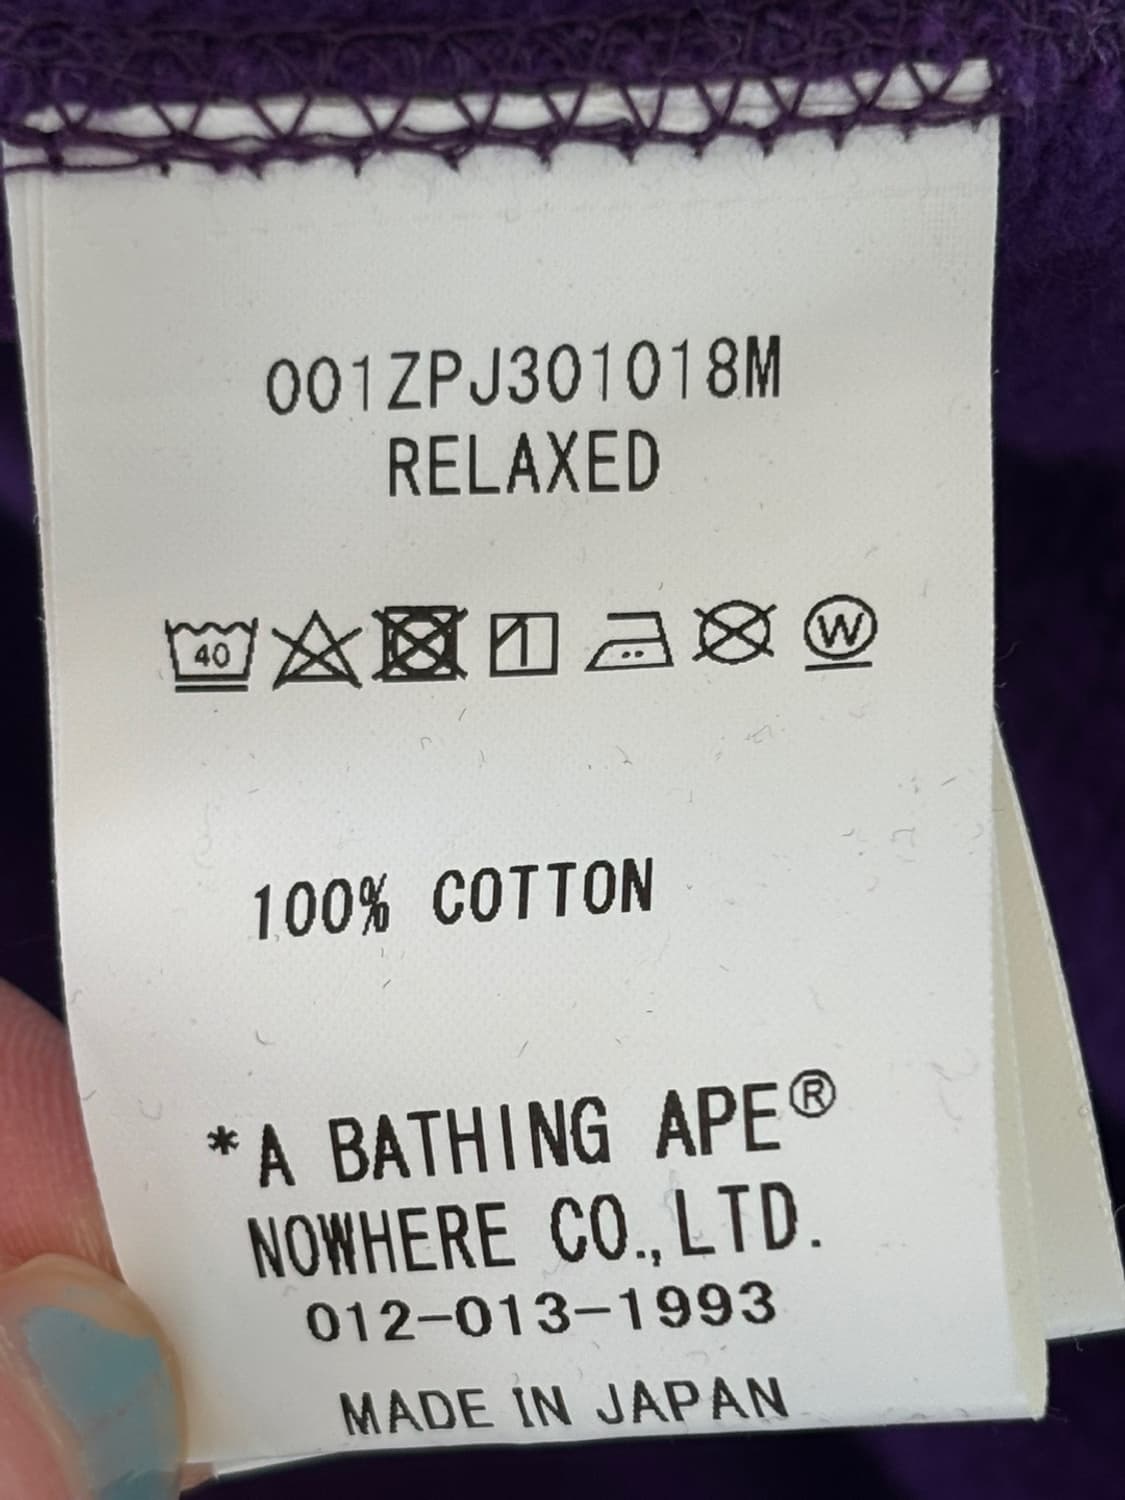 001ZPJ301018M
RELAXED
40 W
100% COTTON
*A BATHING APE®
NOWHERE CO.,LTD.
012-013-1993
MADE IN JAPAN